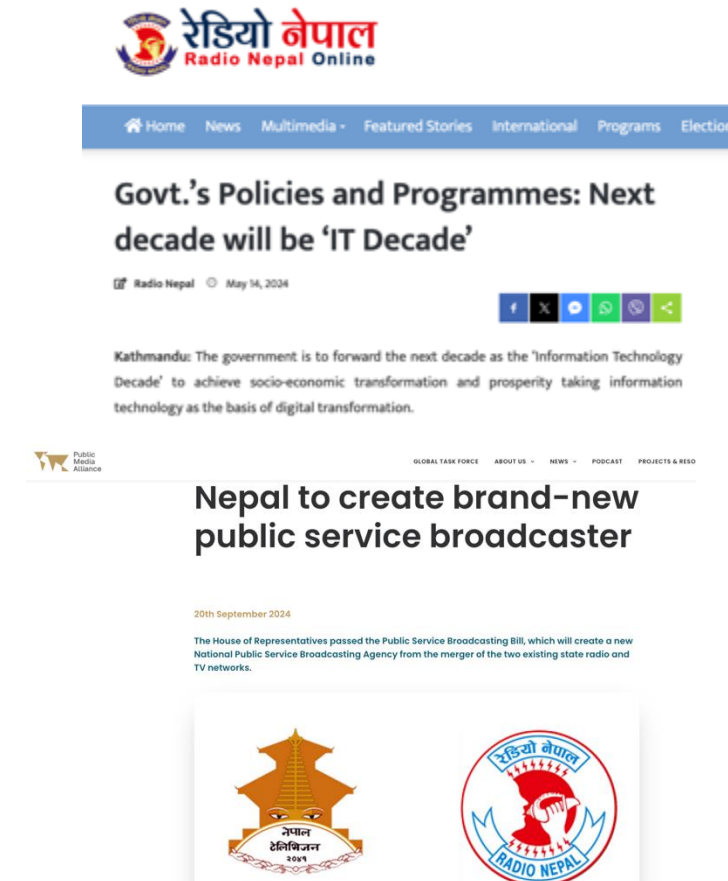 रेडियो नेपाल
Radio Nepal Online
Home News Multimedia Featured Stories International Programs Election
Govt.'s Policies and Programmes: Next
decade will be 'IT Decade'
Radio Nepal May 14, 2024
Kathmandu: The government is to forward the next decade as the 'Information Technology
Decade' to achieve socio-economic transformation and prosperity taking information
technology as the basis of digital transformation.
Public
Media
Alliance
GLOBAL TASK FORCE ABOUT US NEWS PODCAST PROJECTS & RESO
Nepal to create brand-new
public service broadcaster
20th September 2024
The House of Representatives passed the Public Service Broadcasting Bill, which will create a new
National Public Service Broadcasting Agency from the merger of the two existing state radio and
TV networks.
नेपाल
टेलिभिजन
२०४१
रेडियो नेपाल
RADIO NEPAL